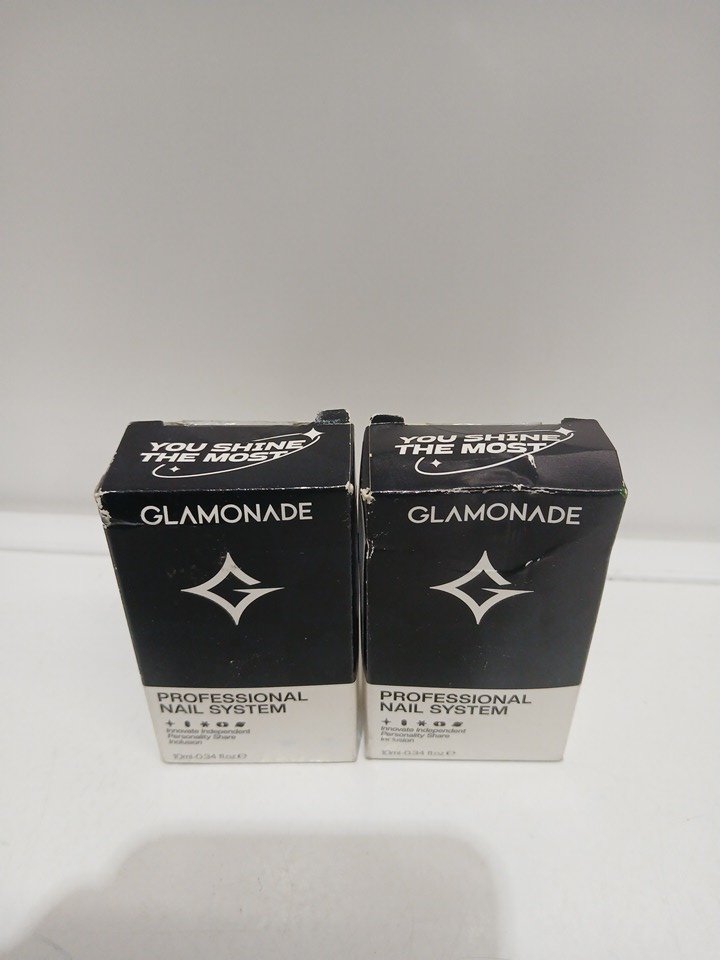 YOU SHINE
THE MOST
GLAMONADE
PROFESSIONAL
NAIL SYSTEM
Innovate Independent
Personality Share
Inclusion
10ml-0.34 fl.oz ℮
YOU SHINE
THE MOST
GLAMONADE
PROFESSIONAL
NAIL SYSTEM
Innovate Independent
Personality Share
10ml-0.34 fl.oz ℮